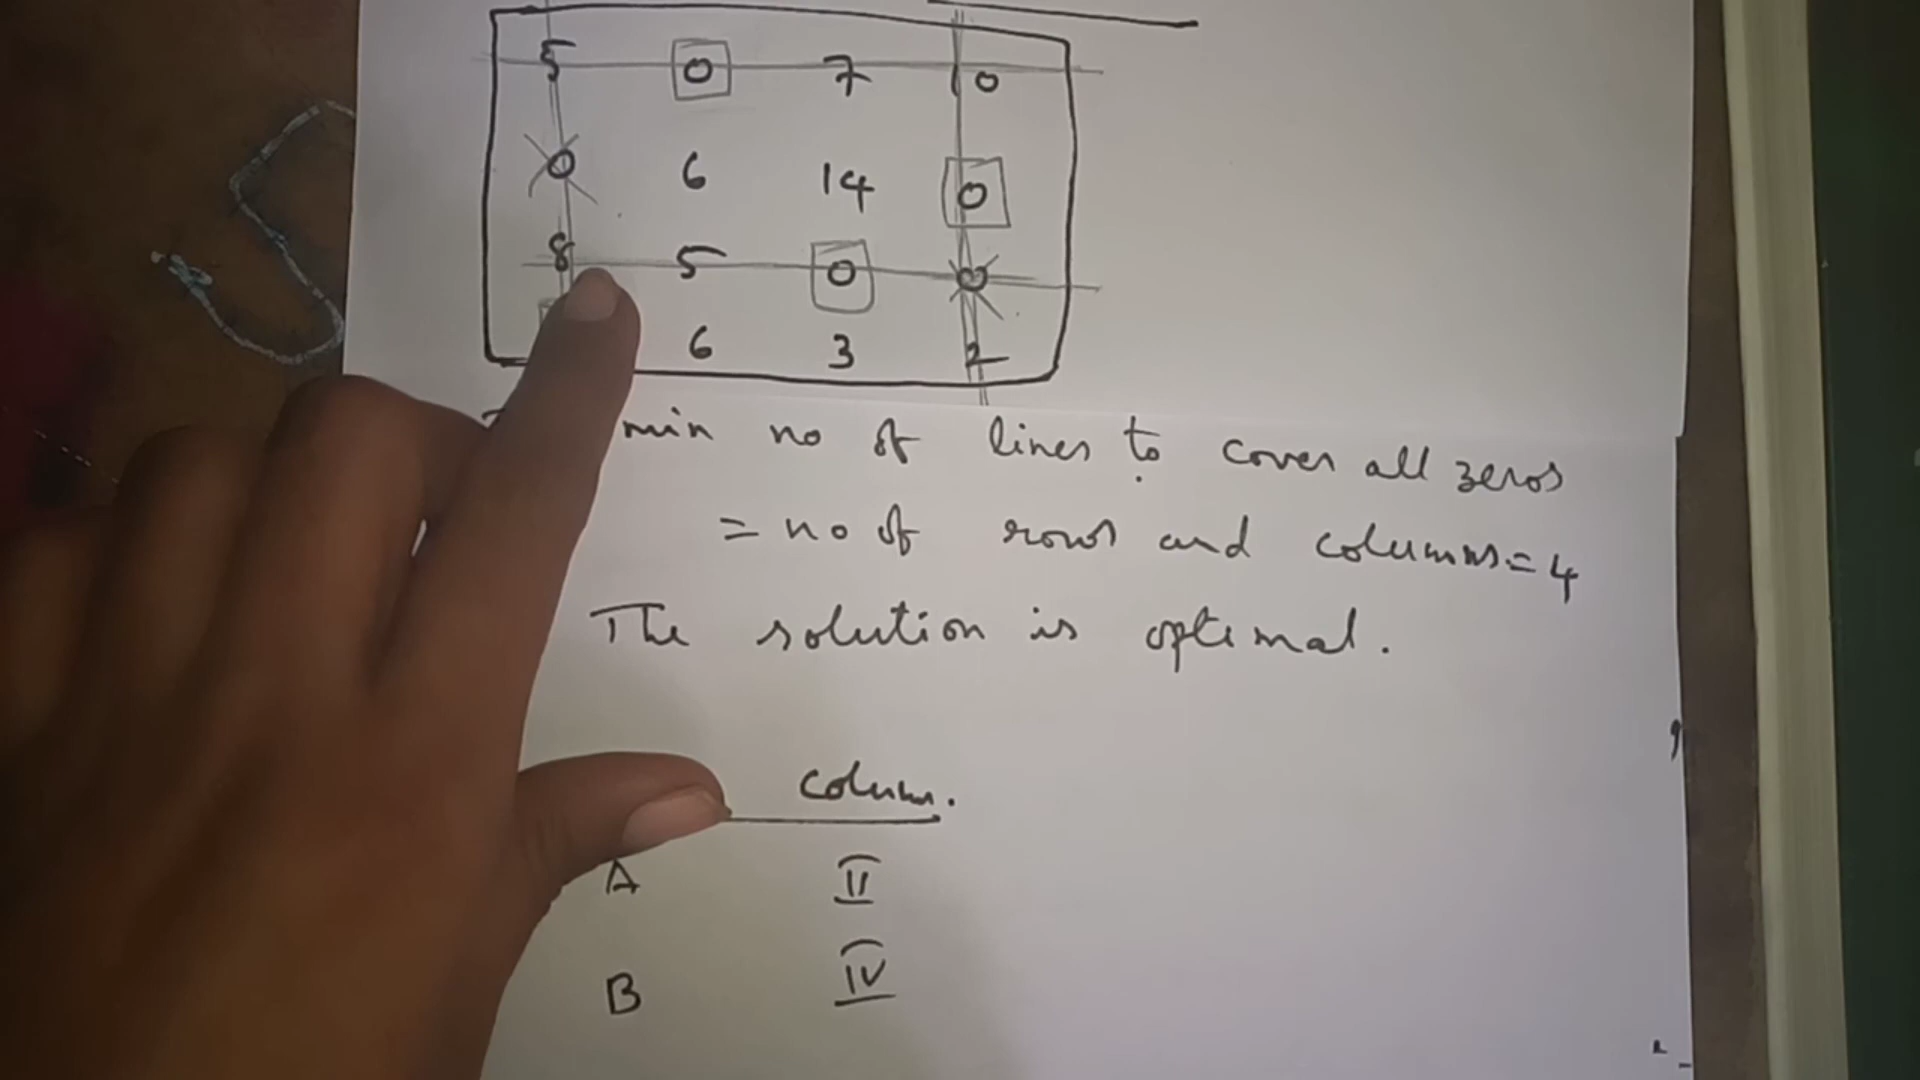 5 0 7 10
0 6 14 0
8 5 0 0
6 3 2
min no of lines to cover all zeros
= no of rows and columns = 4
The solution is optimal.
column.
A II
B IV